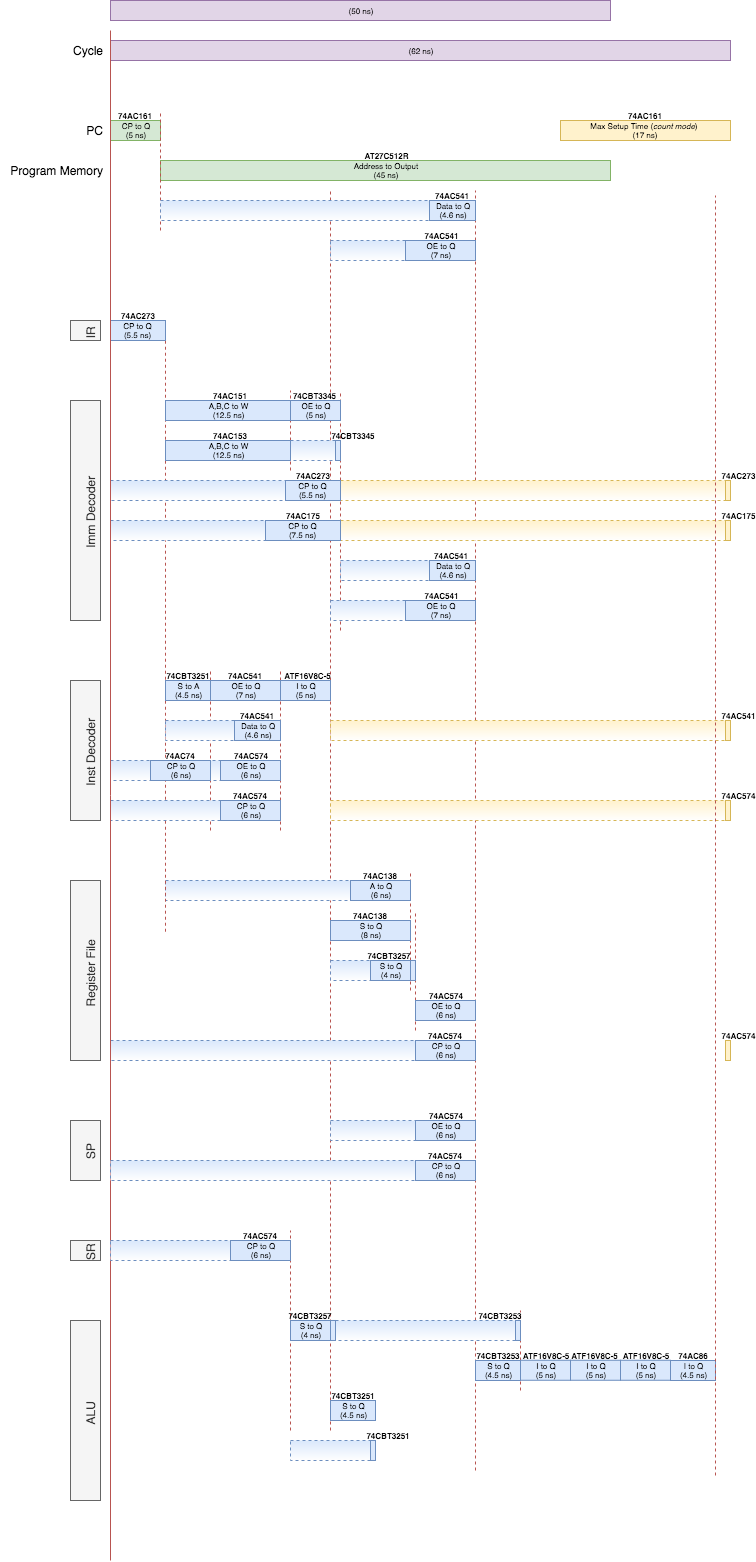 (50 ns)
Cycle
(62 ns)
74AC161
74AC161
PC
CP to Q
(5 ns)
Max Setup Time (count mode)
(17 ns)
AT27C512R
Program Memory
Address to Output
(45 ns)
74AC541
Data to Q
(4.6 ns)
74AC541
OE to Q
(7 ns)
74AC273
IR
CP to Q
(5.5 ns)
Imm Decoder
74AC151
74CBT3345
A,B,C to W
(12.5 ns)
OE to Q
(5 ns)
74AC153
74CBT3345
A,B,C to W
(12.5 ns)
74AC273
74AC273
CP to Q
(5.5 ns)
74AC175
74AC175
CP to Q
(7.5 ns)
74AC541
Data to Q
(4.6 ns)
74AC541
OE to Q
(7 ns)
Inst Decoder
74CBT3251
74AC541
ATF16V8C-5
S to A
(4.5 ns)
OE to Q
(7 ns)
I to Q
(5 ns)
74AC541
74AC541
Data to Q
(4.6 ns)
74AC74
74AC574
CP to Q
(6 ns)
OE to Q
(6 ns)
74AC574
74AC574
CP to Q
(6 ns)
Register File
74AC138
A to Q
(6 ns)
74AC138
S to Q
(8 ns)
74CBT3257
S to Q
(4 ns)
74AC574
OE to Q
(6 ns)
74AC574
74AC574
CP to Q
(6 ns)
SP
74AC574
OE to Q
(6 ns)
74AC574
CP to Q
(6 ns)
SR
74AC574
CP to Q
(6 ns)
ALU
74CBT3257
74CBT3253
S to Q
(4 ns)
74CBT3253
ATF16V8C-5
ATF16V8C-5
ATF16V8C-5
74AC86
S to Q
(4.5 ns)
I to Q
(5 ns)
I to Q
(5 ns)
I to Q
(5 ns)
I to Q
(4.5 ns)
74CBT3251
S to Q
(4.5 ns)
74CBT3251